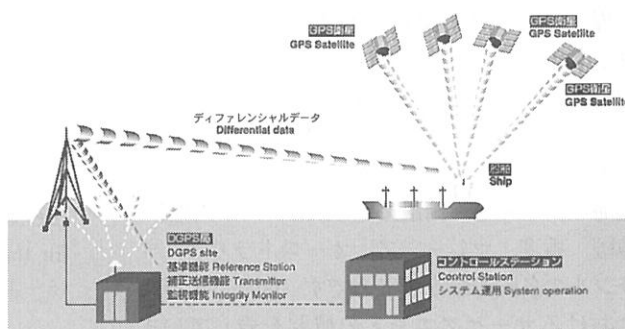 GPS衛星
GPS Satellite
GPS衛星
GPS Satellite
GPS衛星
GPS Satellite
ディファレンシャルデータ
Differential data
船舶
Ship
DGPS局
DGPS site
基準機能 Reference Station
補正送信機能 Transmitter
監視機能 Integrity Monitor
コントロールステーション
Control Station
システム運用 System operation